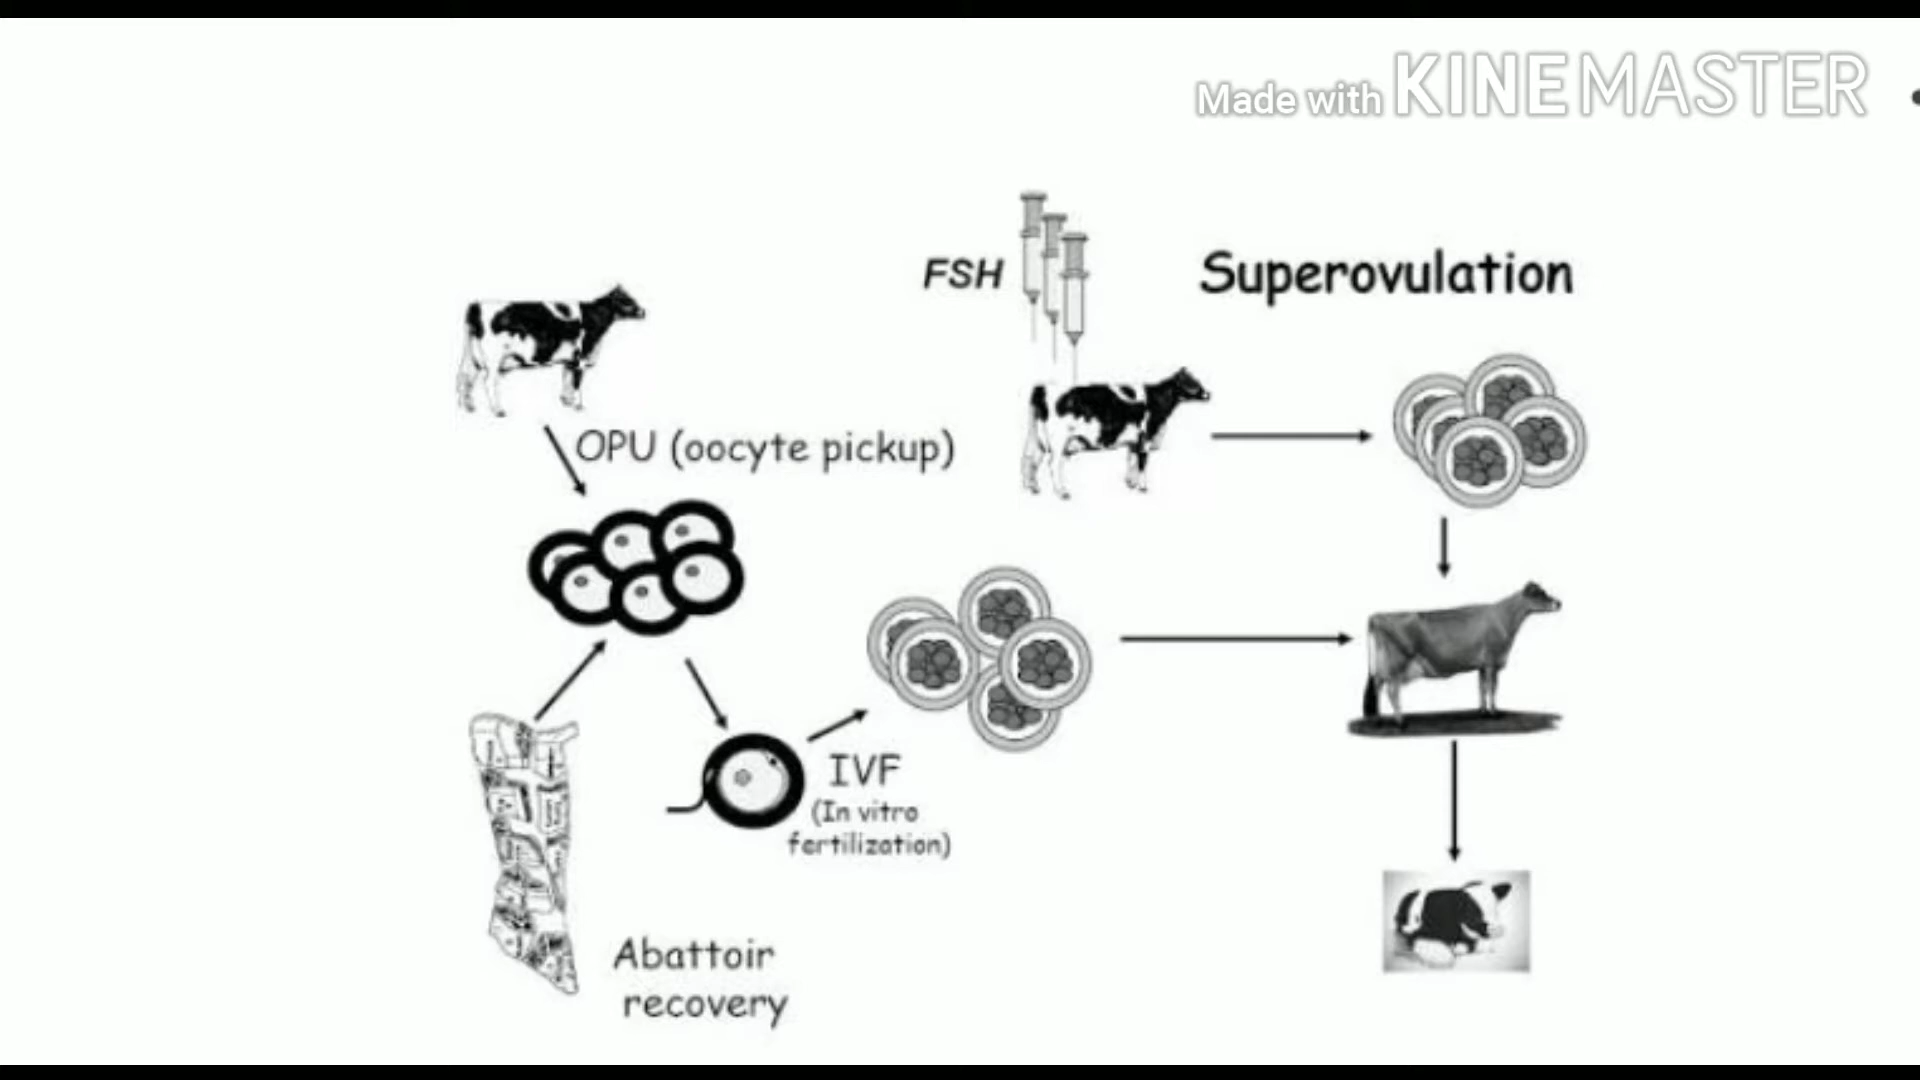 Made with KINEMASTER
FSH
Superovulation
OPU (oocyte pickup)
IVF
(In vitro
fertilization)
Abattoir
recovery